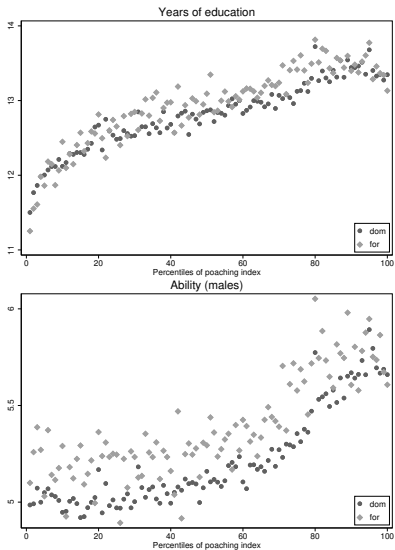 Years of education
14
13
12
11
dom
for
0 20 40 60 80 100
Percentiles of poaching index
Ability (males)
6
5.5
5
dom
for
0 20 40 60 80 100
Percentiles of poaching index